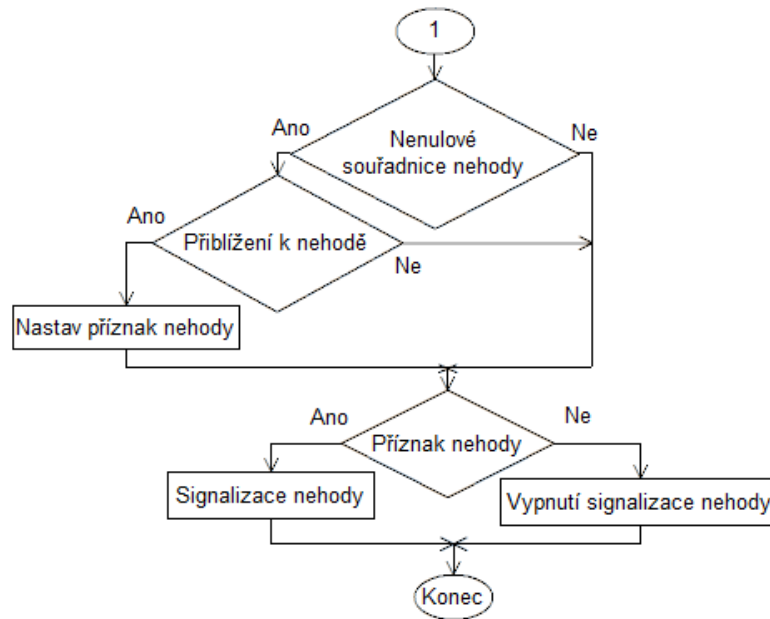 1
Ano
Ne
Nenulové
souřadnice nehody
Ano
Přiblížení k nehodě
Ne
Nastav příznak nehody
Ano
Ne
Příznak nehody
Signalizace nehody
Vypnutí signalizace nehody
Konec